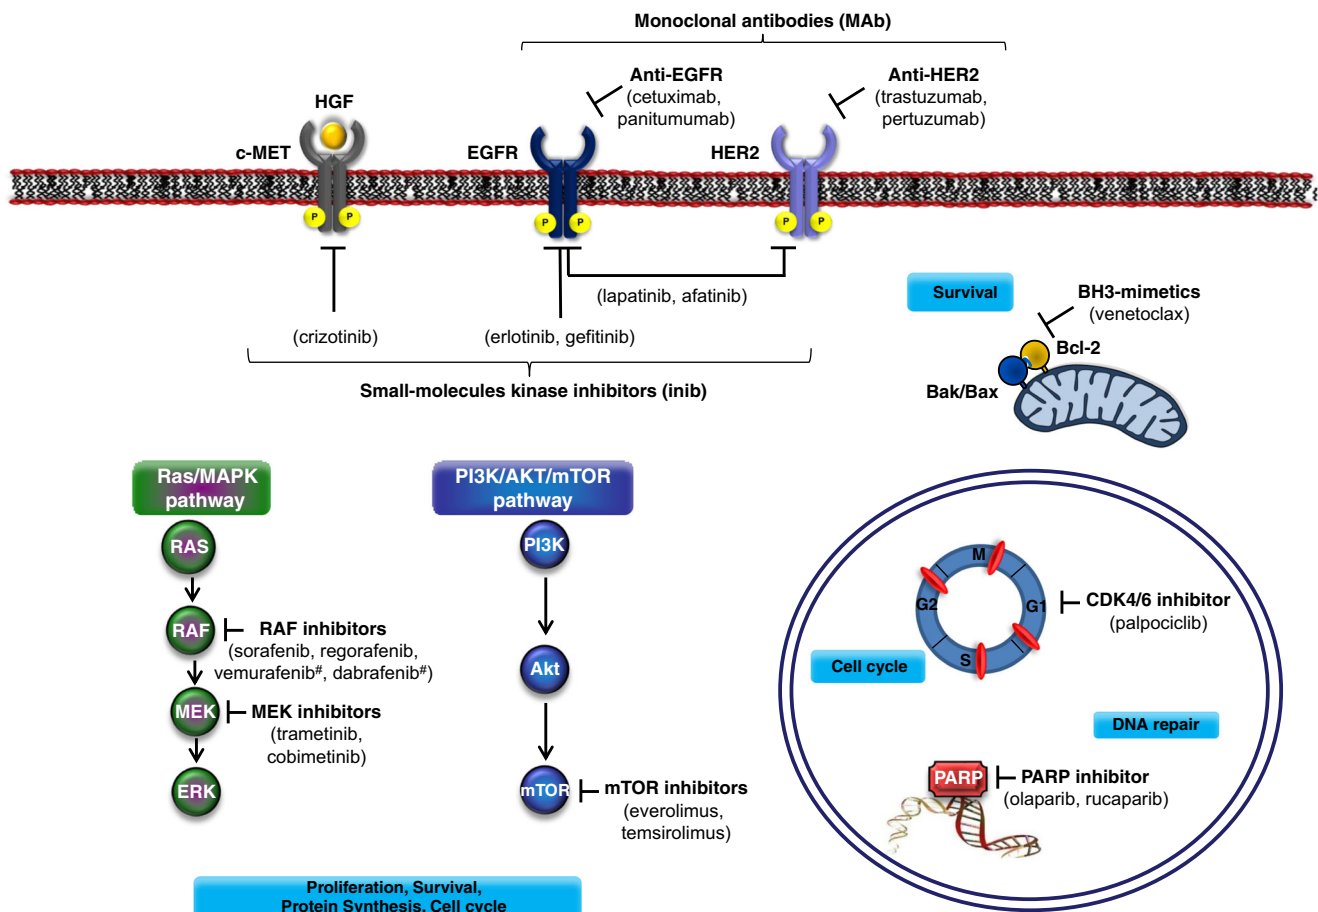 Monoclonal antibodies (MAb)
Anti-EGFR
(cetuximab,
panitumumab)
Anti-HER2
(trastuzumab,
pertuzumab)
HGF
c-MET
EGFR
HER2
P
P
P
P
P
P
(lapatinib, afatinib)
(crizotinib)
(erlotinib, gefitinib)
Small-molecules kinase inhibitors (inib)
Survival
BH3-mimetics
(venetoclax)
Bcl-2
Bak/Bax
Ras/MAPK
pathway
RAS
RAF
RAF inhibitors
(sorafenib, regorafenib,
vemurafenib#, dabrafenib#)
MEK
MEK inhibitors
(trametinib,
cobimetinib)
ERK
PI3K/AKT/mTOR
pathway
PI3K
Akt
mTOR
mTOR inhibitors
(everolimus,
temsirolimus)
M
G2
G1
S
CDK4/6 inhibitor
(palpociclib)
Cell cycle
DNA repair
PARP
PARP inhibitor
(olaparib, rucaparib)
Proliferation, Survival,
Protein Synthesis, Cell cycle